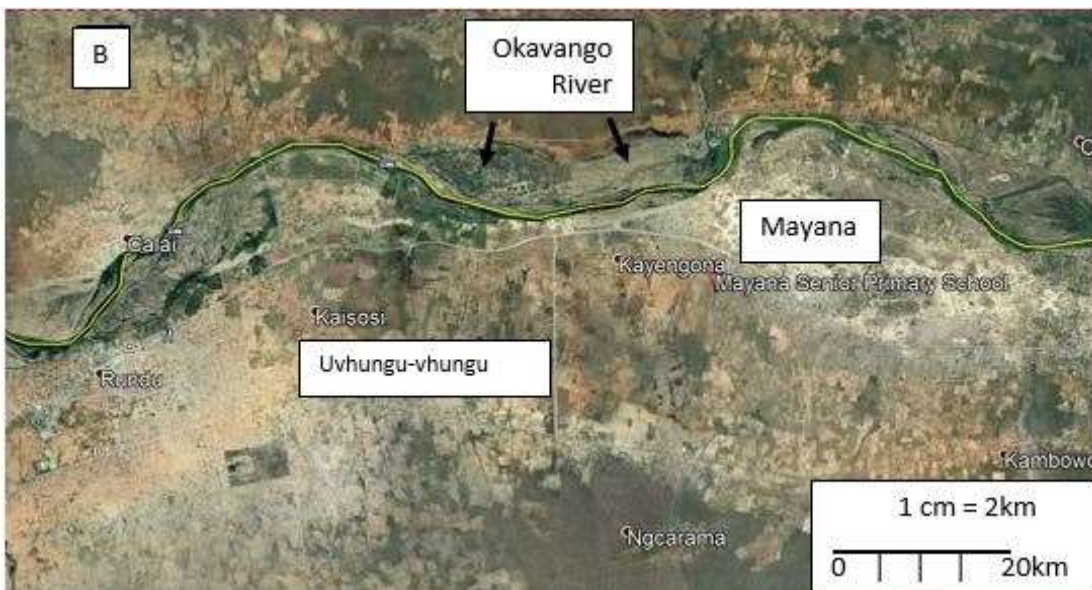 B
Okavango
River
Calai
Mayana
Kayengona
Mayana Senior Primary School
Kaisosi
Uvhungu-vhungu
Rundu
Kambowo
Ngcarama
1 cm = 2km
0 20km